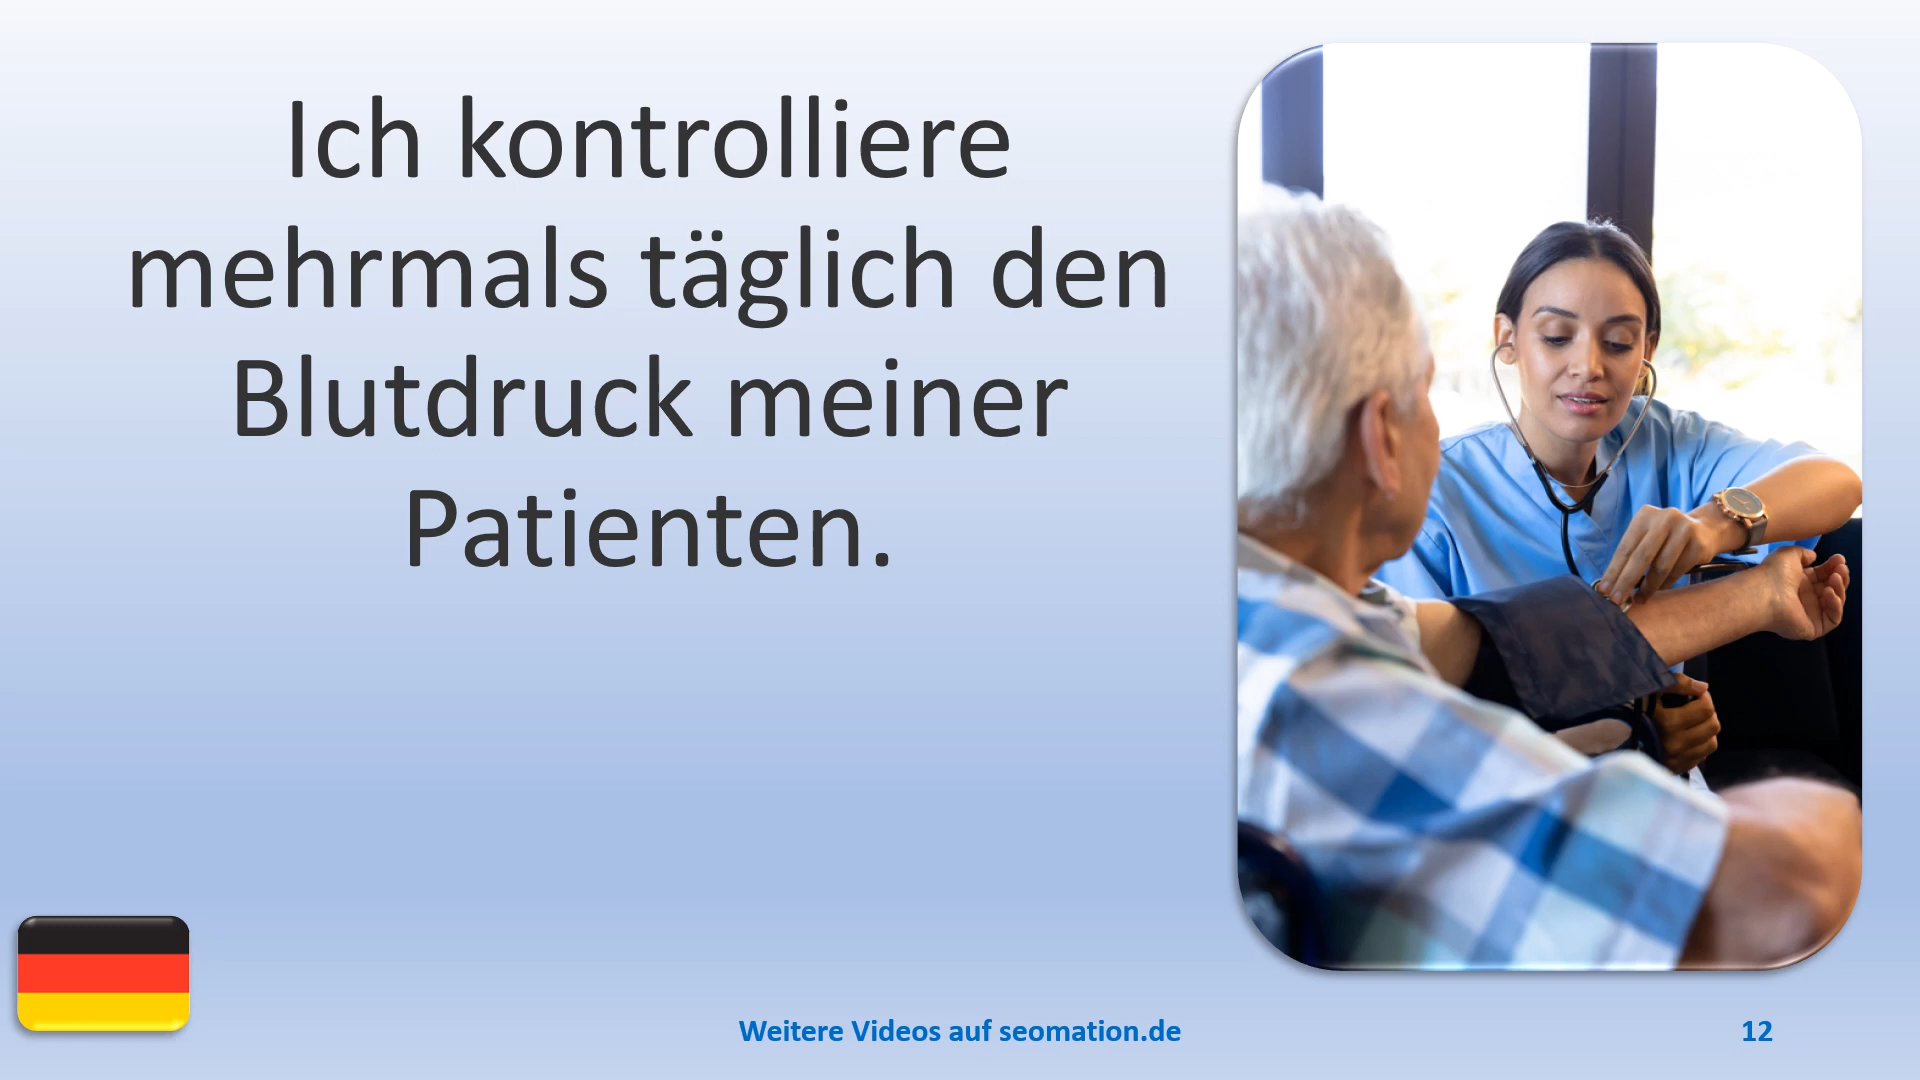 Ich kontrolliere
mehrmals täglich den
Blutdruck meiner
Patienten.
Weitere Videos auf seomation.de
12